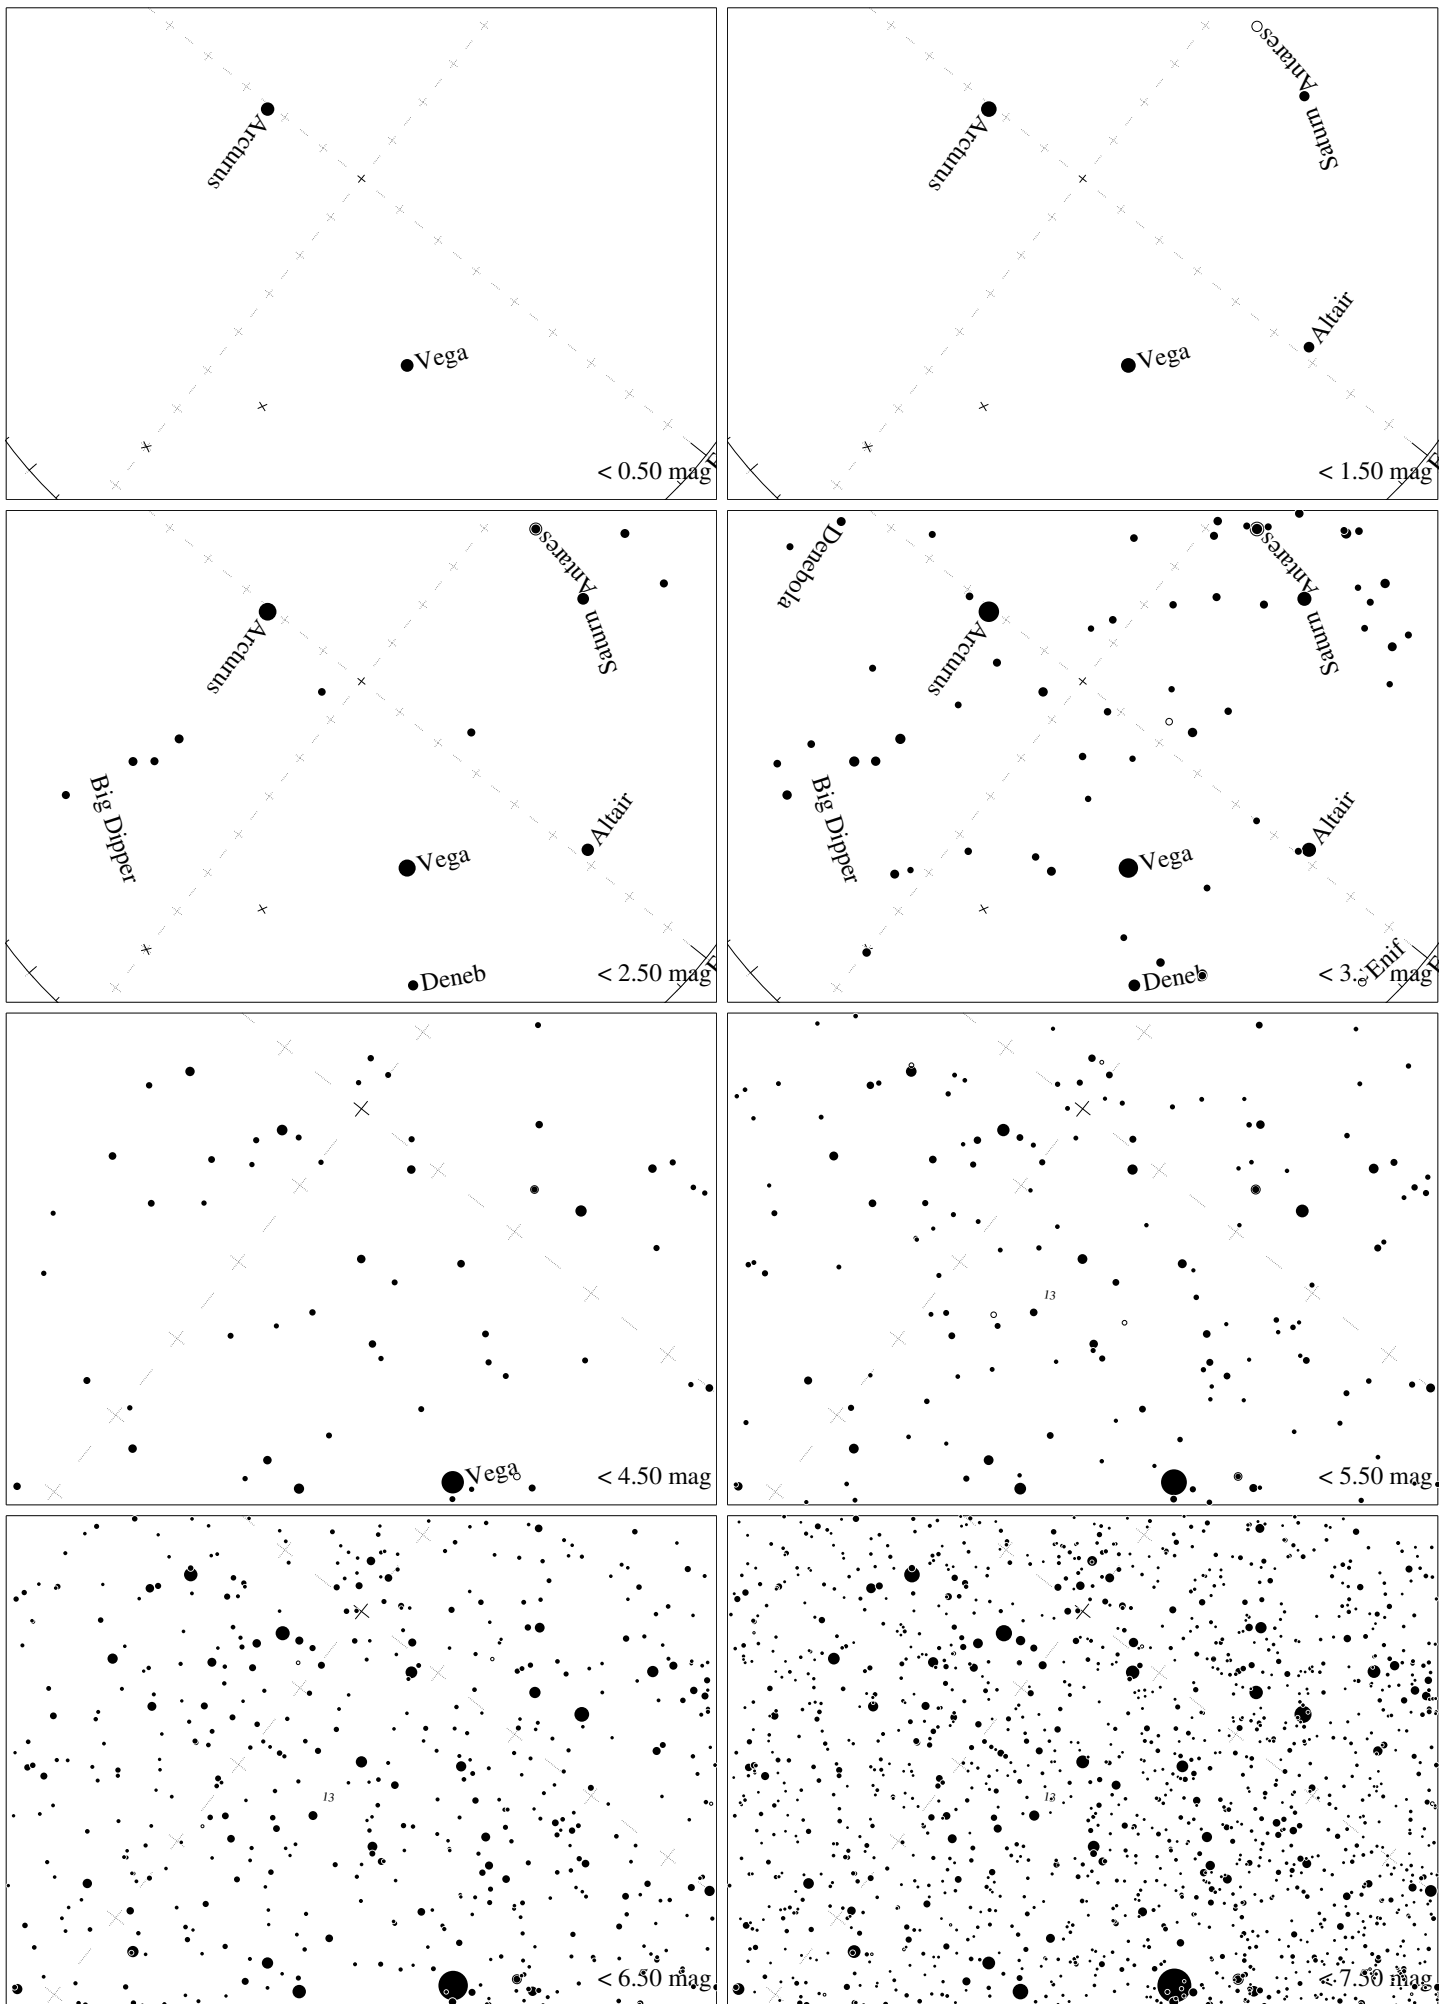 Arcturus
Vega
< 0.50 mag
Antares
Saturn
Arcturus
Altair
Vega
< 1.50 mag
Antares
Saturn
Arcturus
Big Dipper
Altair
Vega
Deneb
< 2.50 mag
Denebola
Antares
Saturn
Arcturus
Big Dipper
Altair
Vega
Enif
Deneb
mag
Vega
< 4.50 mag
13
< 5.50 mag
13
< 6.50 mag
13
< 7.50 mag